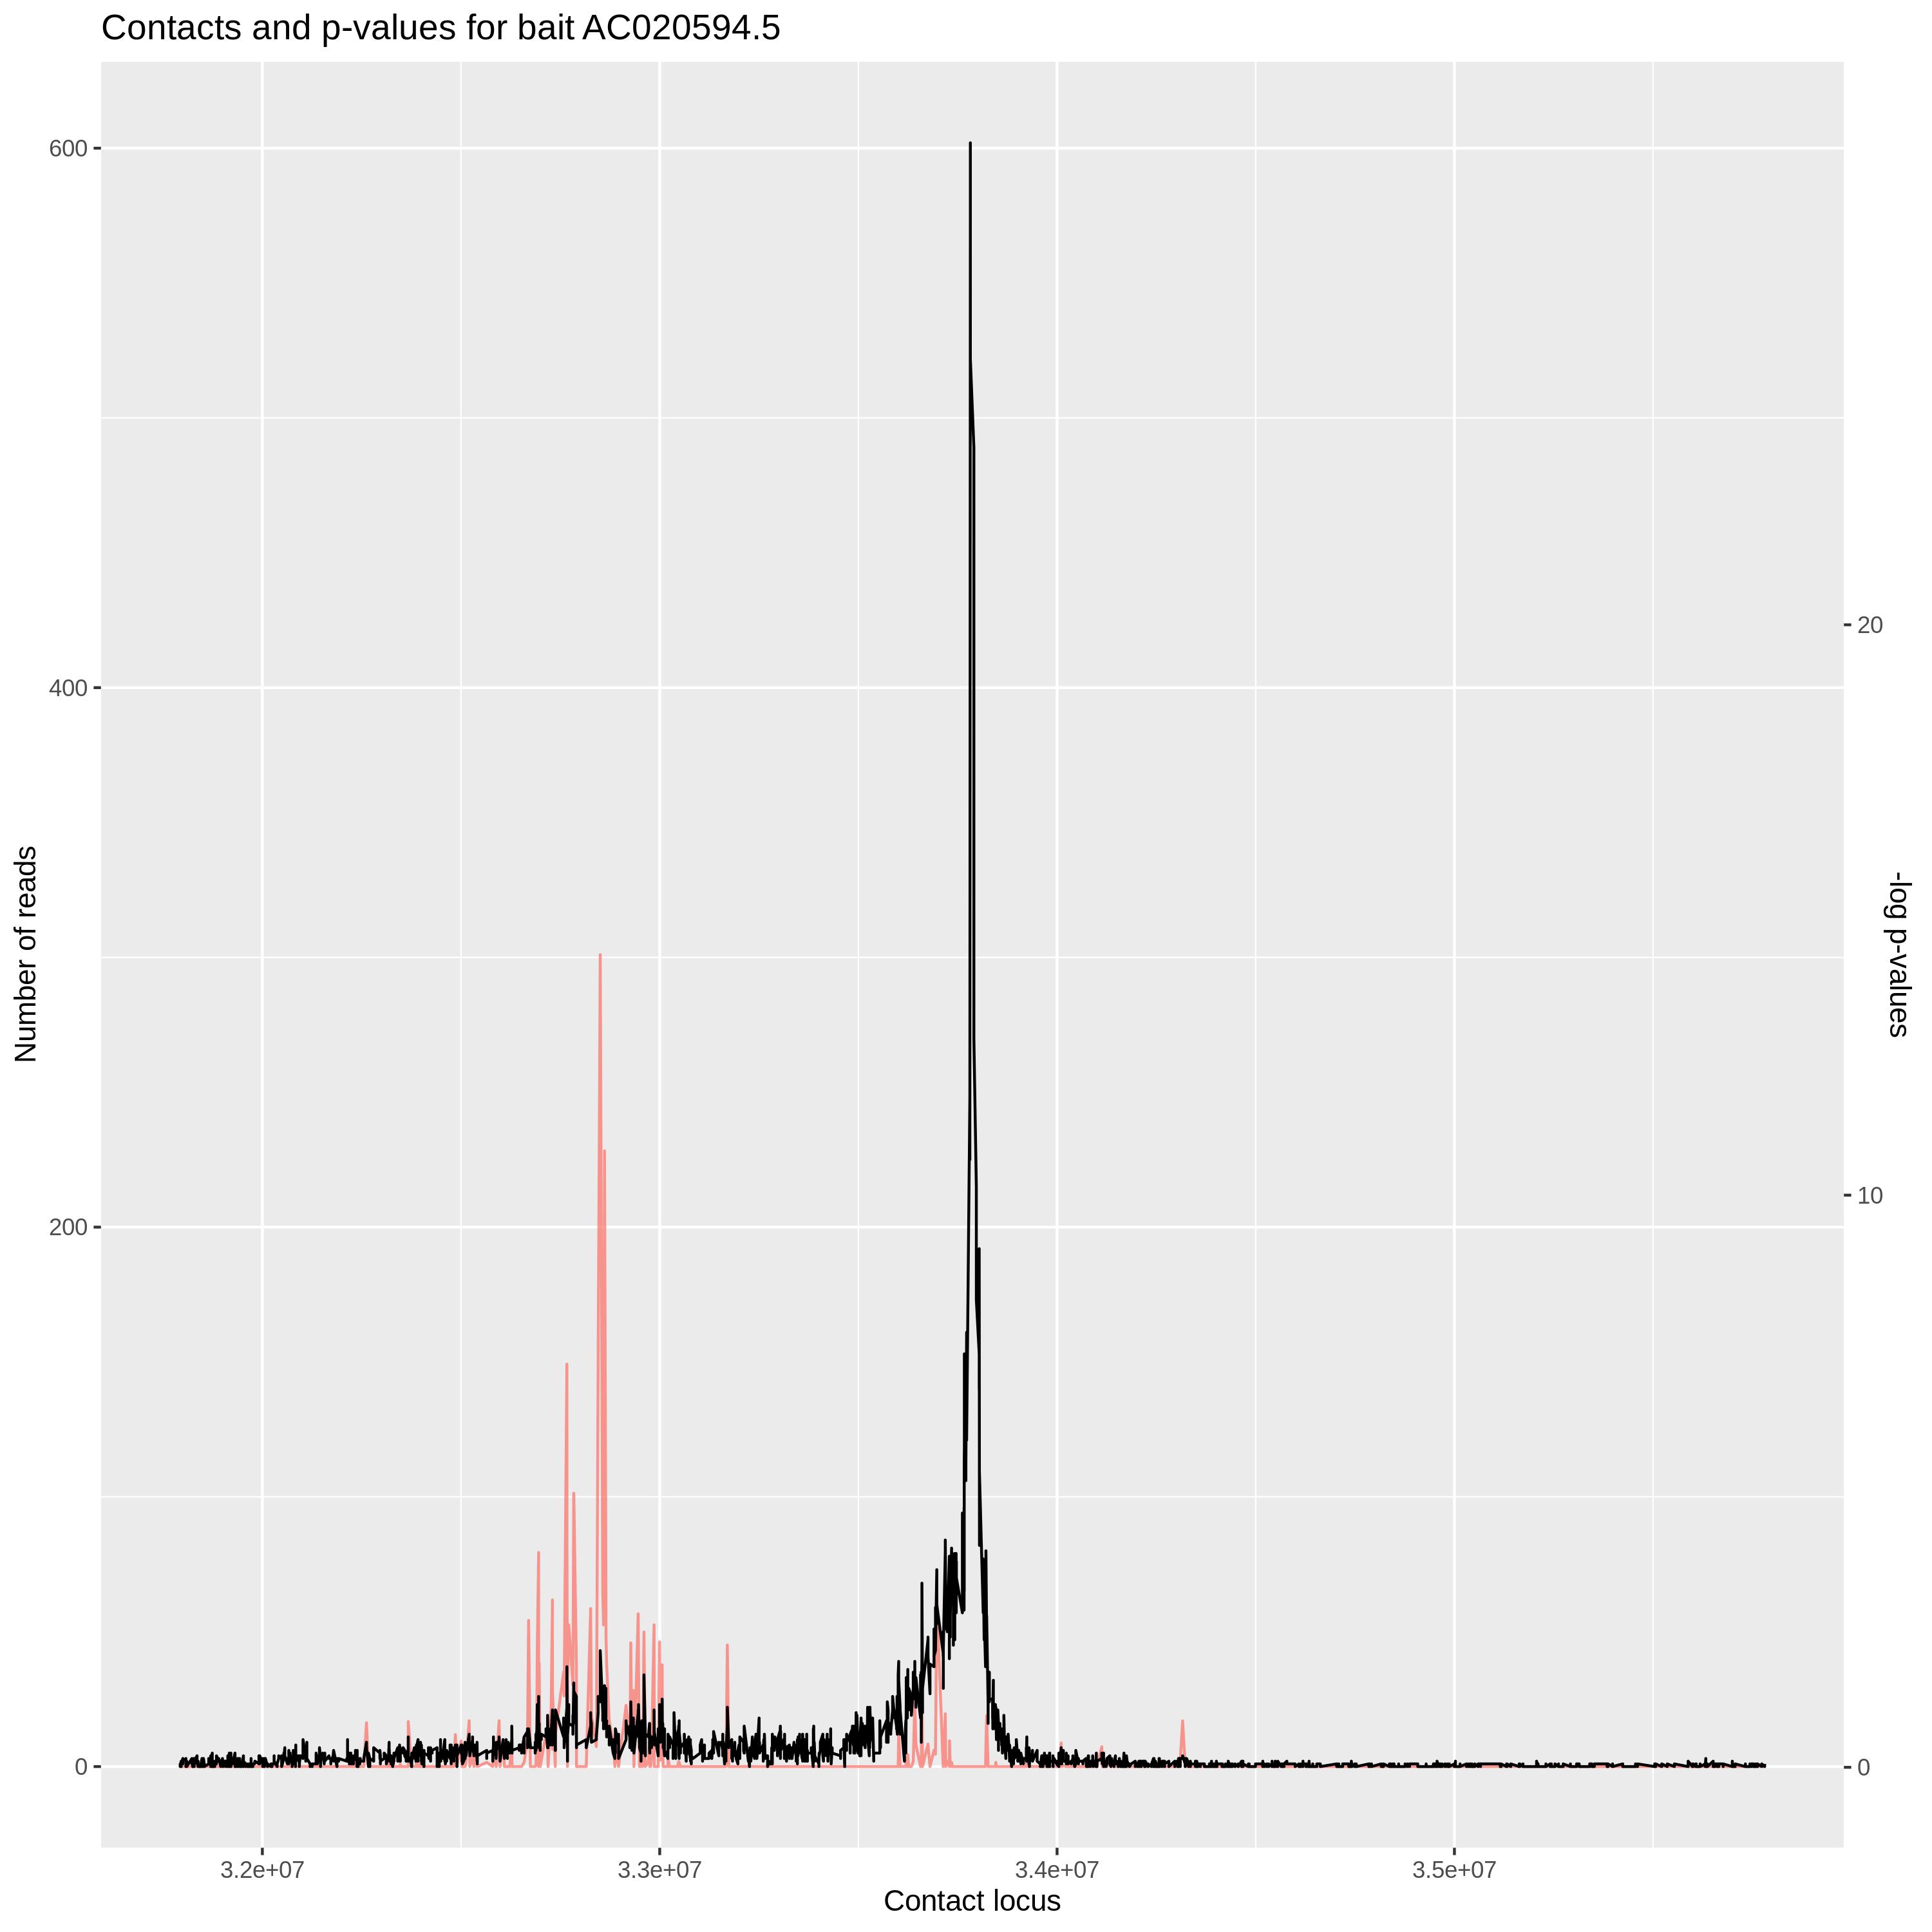 Contacts and p-values for bait AC020594.5
600
400
200
0
Number of reads
20
10
0
-log p-values
3.2e+07
3.3e+07
3.4e+07
3.5e+07
Contact locus